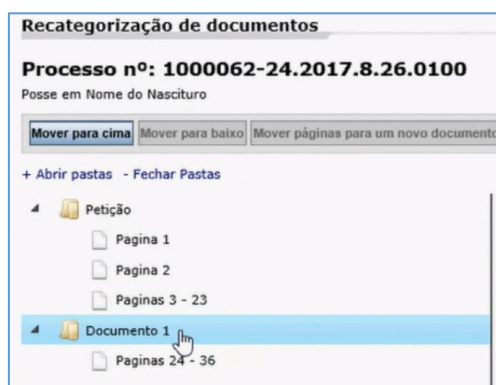 Recategorização de documentos
Processo nº: 1000062-24.2017.8.26.0100
Posse em Nome do Nascituro
Mover para cima Mover para baixo Mover páginas para um novo documento
+ Abrir pastas - Fechar Pastas
Petição
Pagina 1
Pagina 2
Paginas 3 - 23
Documento 1
Paginas 24 - 36